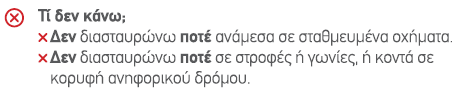 Τί δεν κάνω;
× Δεν διασταυρώνω ποτέ ανάμεσα σε σταθμευμένα οχήματα.
× Δεν διασταυρώνω ποτέ σε στροφές ή γωνίες, ή κοντά σε
κορυφή ανηφορικού δρόμου.